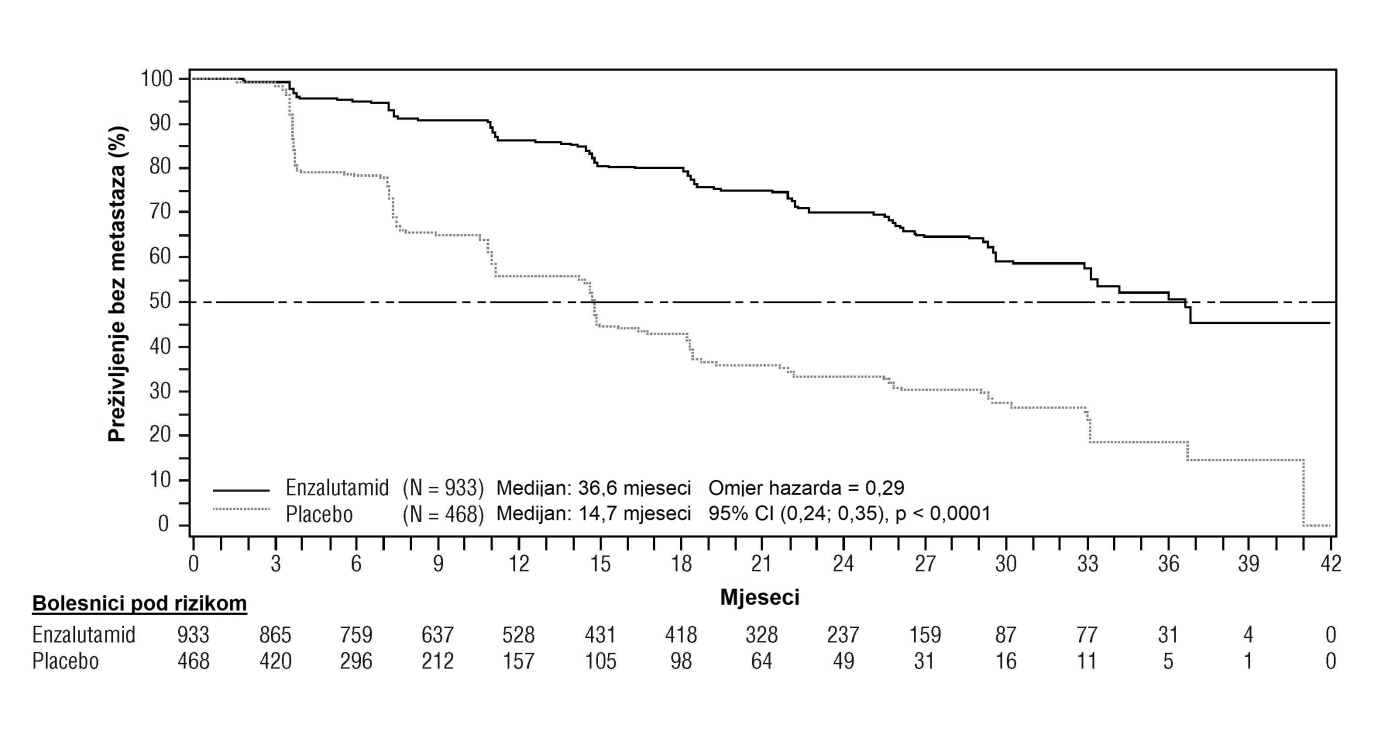 Preživljenje bez metastaza (%)
100
90
80
70
60
50
40
30
20
10
0
Enzalutamid (N = 933) Medijan: 36,6 mjeseci Omjer hazarda = 0,29
Placebo (N = 468) Medijan: 14,7 mjeseci 95% CI (0,24; 0,35), p < 0,0001
0 3 6 9 12 15 18 21 24 27 30 33 36 39 42
Mjeseci
Bolesnici pod rizikom
Enzalutamid 933 865 759 637 528 431 418 328 237 159 87 77 31 4 0
Placebo 468 420 296 212 157 105 98 64 49 31 16 11 5 1 0